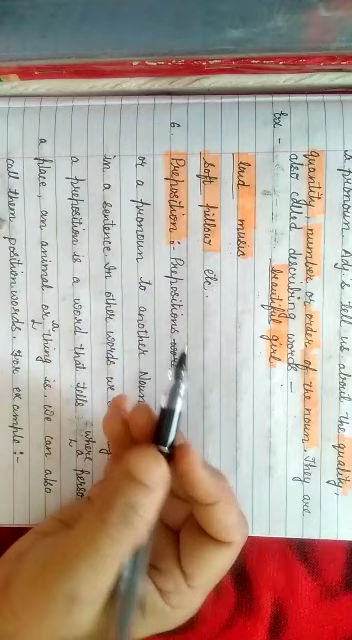 a pronoun. Adj. s tell us about the quality,
quantity, number or order of the noun. They are
also called describing words -
Ex - beautiful girl
loud music
soft pillow etc.
6. Preposition :- Prepositions
or a pronoun to another Noun
in a sentence. In other words we
a preposition is a word that tells where a perso
a place, an animal or a thing is. We can also
call them position words. For example :-